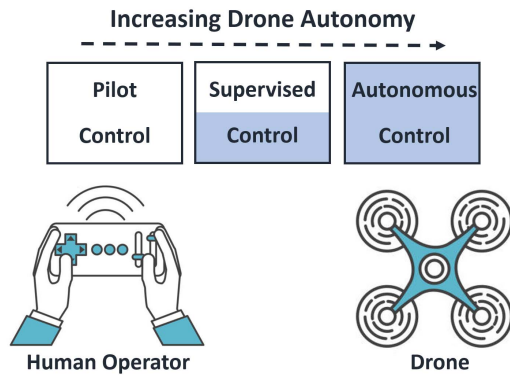 Increasing Drone Autonomy
Pilot
Control
Supervised
Control
Autonomous
Control
Human Operator
Drone